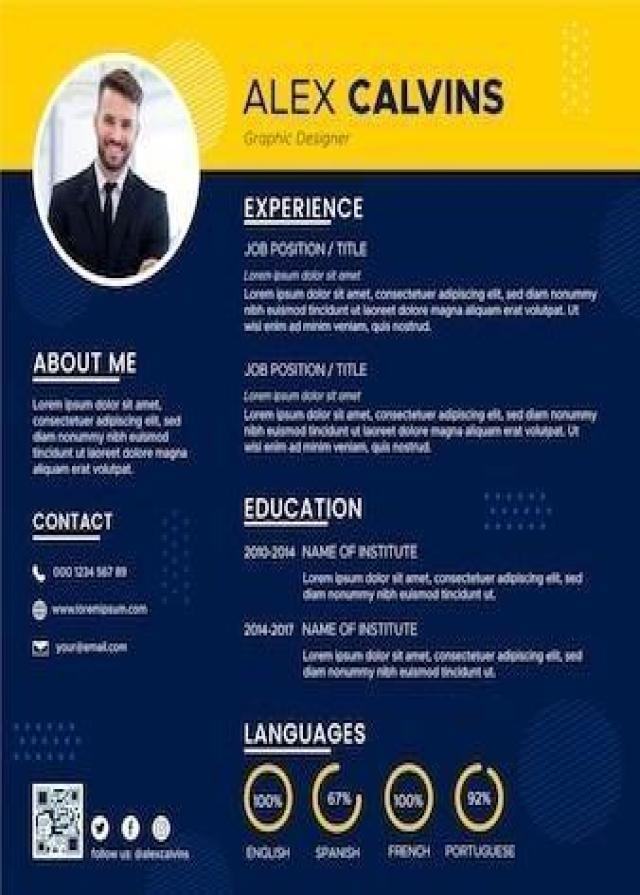 ALEX CALVINS
Graphic Designer
EXPERIENCE
JOB POSITION / TITLE
Lorem ipsum dolor sit amet
Lorem ipsum dolor sit amet, consectetuer adipiscing elit, sed diam nonummy
nibh euismod tincidunt ut laoreet dolore magna aliquam erat volutpat. Ut
wisi enim ad minim veniam, quis nostrud.
JOB POSITION / TITLE
Lorem ipsum dolor sit amet
Lorem ipsum dolor sit amet, consectetuer adipiscing elit, sed diam nonummy
nibh euismod tincidunt ut laoreet dolore magna aliquam erat volutpat. Ut
wisi enim ad minim veniam, quis nostrud.
ABOUT ME
Lorem ipsum dolor sit amet,
consectetuer adipiscing elit, sed
diam nonummy nibh euismod
tincidunt ut laoreet dolore magna
aliquam erat volutpat.
CONTACT
000 1234 567 89
www.loremipsum.com
your@email.com
EDUCATION
2010-2014 NAME OF INSTITUTE
Lorem ipsum dolor sit amet, consectetuer adipiscing elit, sed
diam nonummy nibh euismod tincidunt ut.
2014-2017 NAME OF INSTITUTE
Lorem ipsum dolor sit amet, consectetuer adipiscing elit, sed
diam nonummy nibh euismod tincidunt ut.
LANGUAGES
100% 67% 100% 92%
ENGLISH SPANISH FRENCH PORTUGUESE
follow us: @alexcalvins